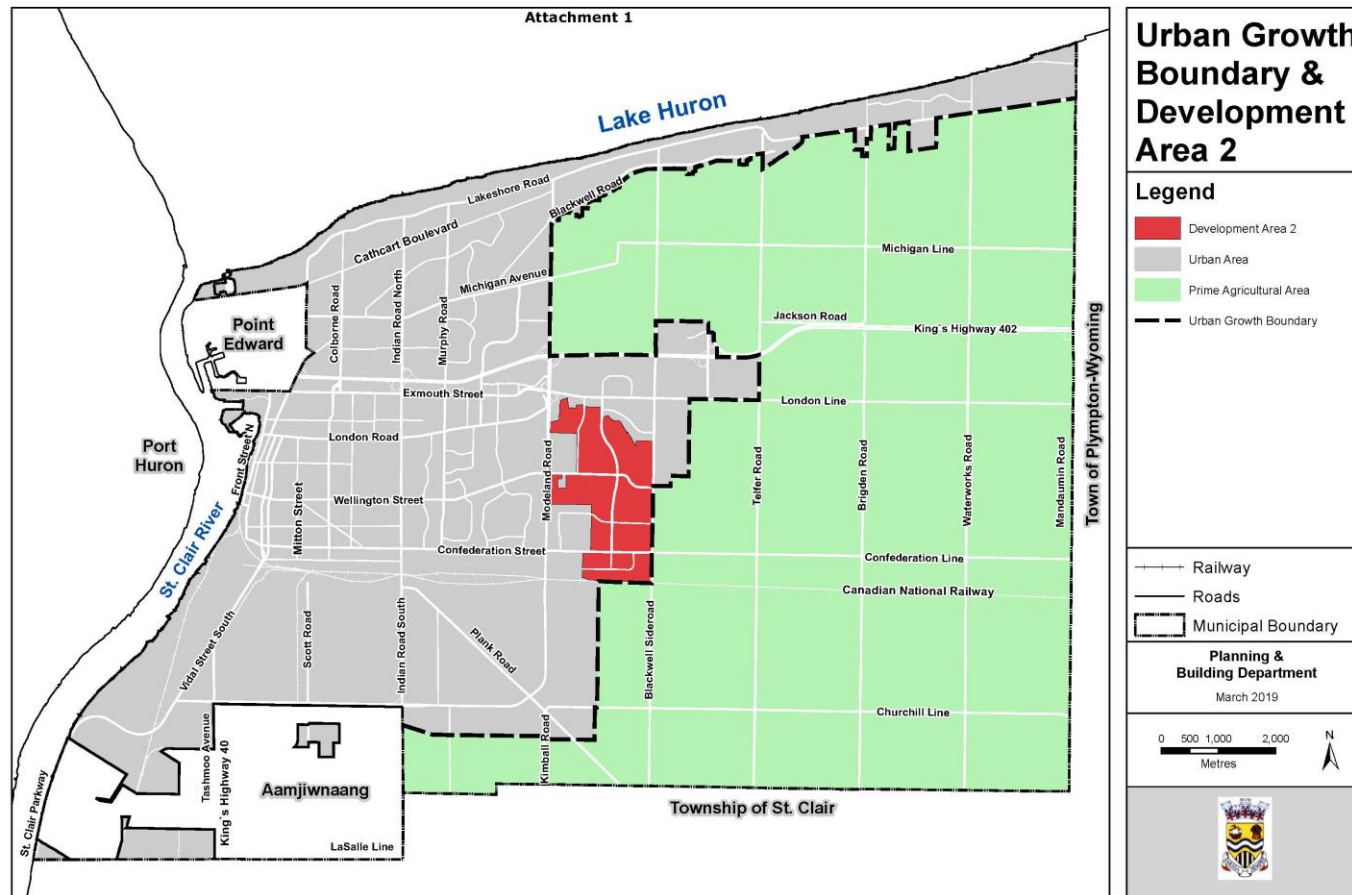 Attachment 1
Urban Growth
Boundary &
Development
Area 2
Legend
Development Area 2
Urban Area
Prime Agricultural Area
Urban Growth Boundary
Railway
Roads
Municipal Boundary
Planning &
Building Department
March 2019
0 500 1,000 2,000
Metres
N
Lake Huron
Lakeshore Road
Blackwell Road
Cathcart Boulevard
Michigan Line
Michigan Avenue
Point
Edward
Colborne Road
Indian Road North
Murphy Road
Jackson Road
King's Highway 402
Exmouth Street
London Line
Port
Huron
Front Street N
London Road
Modeland Road
Telfer Road
Brigden Road
Waterworks Road
Mandaumin Road
Town of Plympton-Wyoming
Wellington Street
Mitton Street
St. Clair River
Confederation Street
Confederation Line
Canadian National Railway
Vidal Street South
Scott Road
Indian Road South
Plank Road
Blackwell Sideroad
Churchill Line
Tashmoo Avenue
King's Highway 40
Kimball Road
Aamjiwnaang
Township of St. Clair
St. Clair Parkway
LaSalle Line